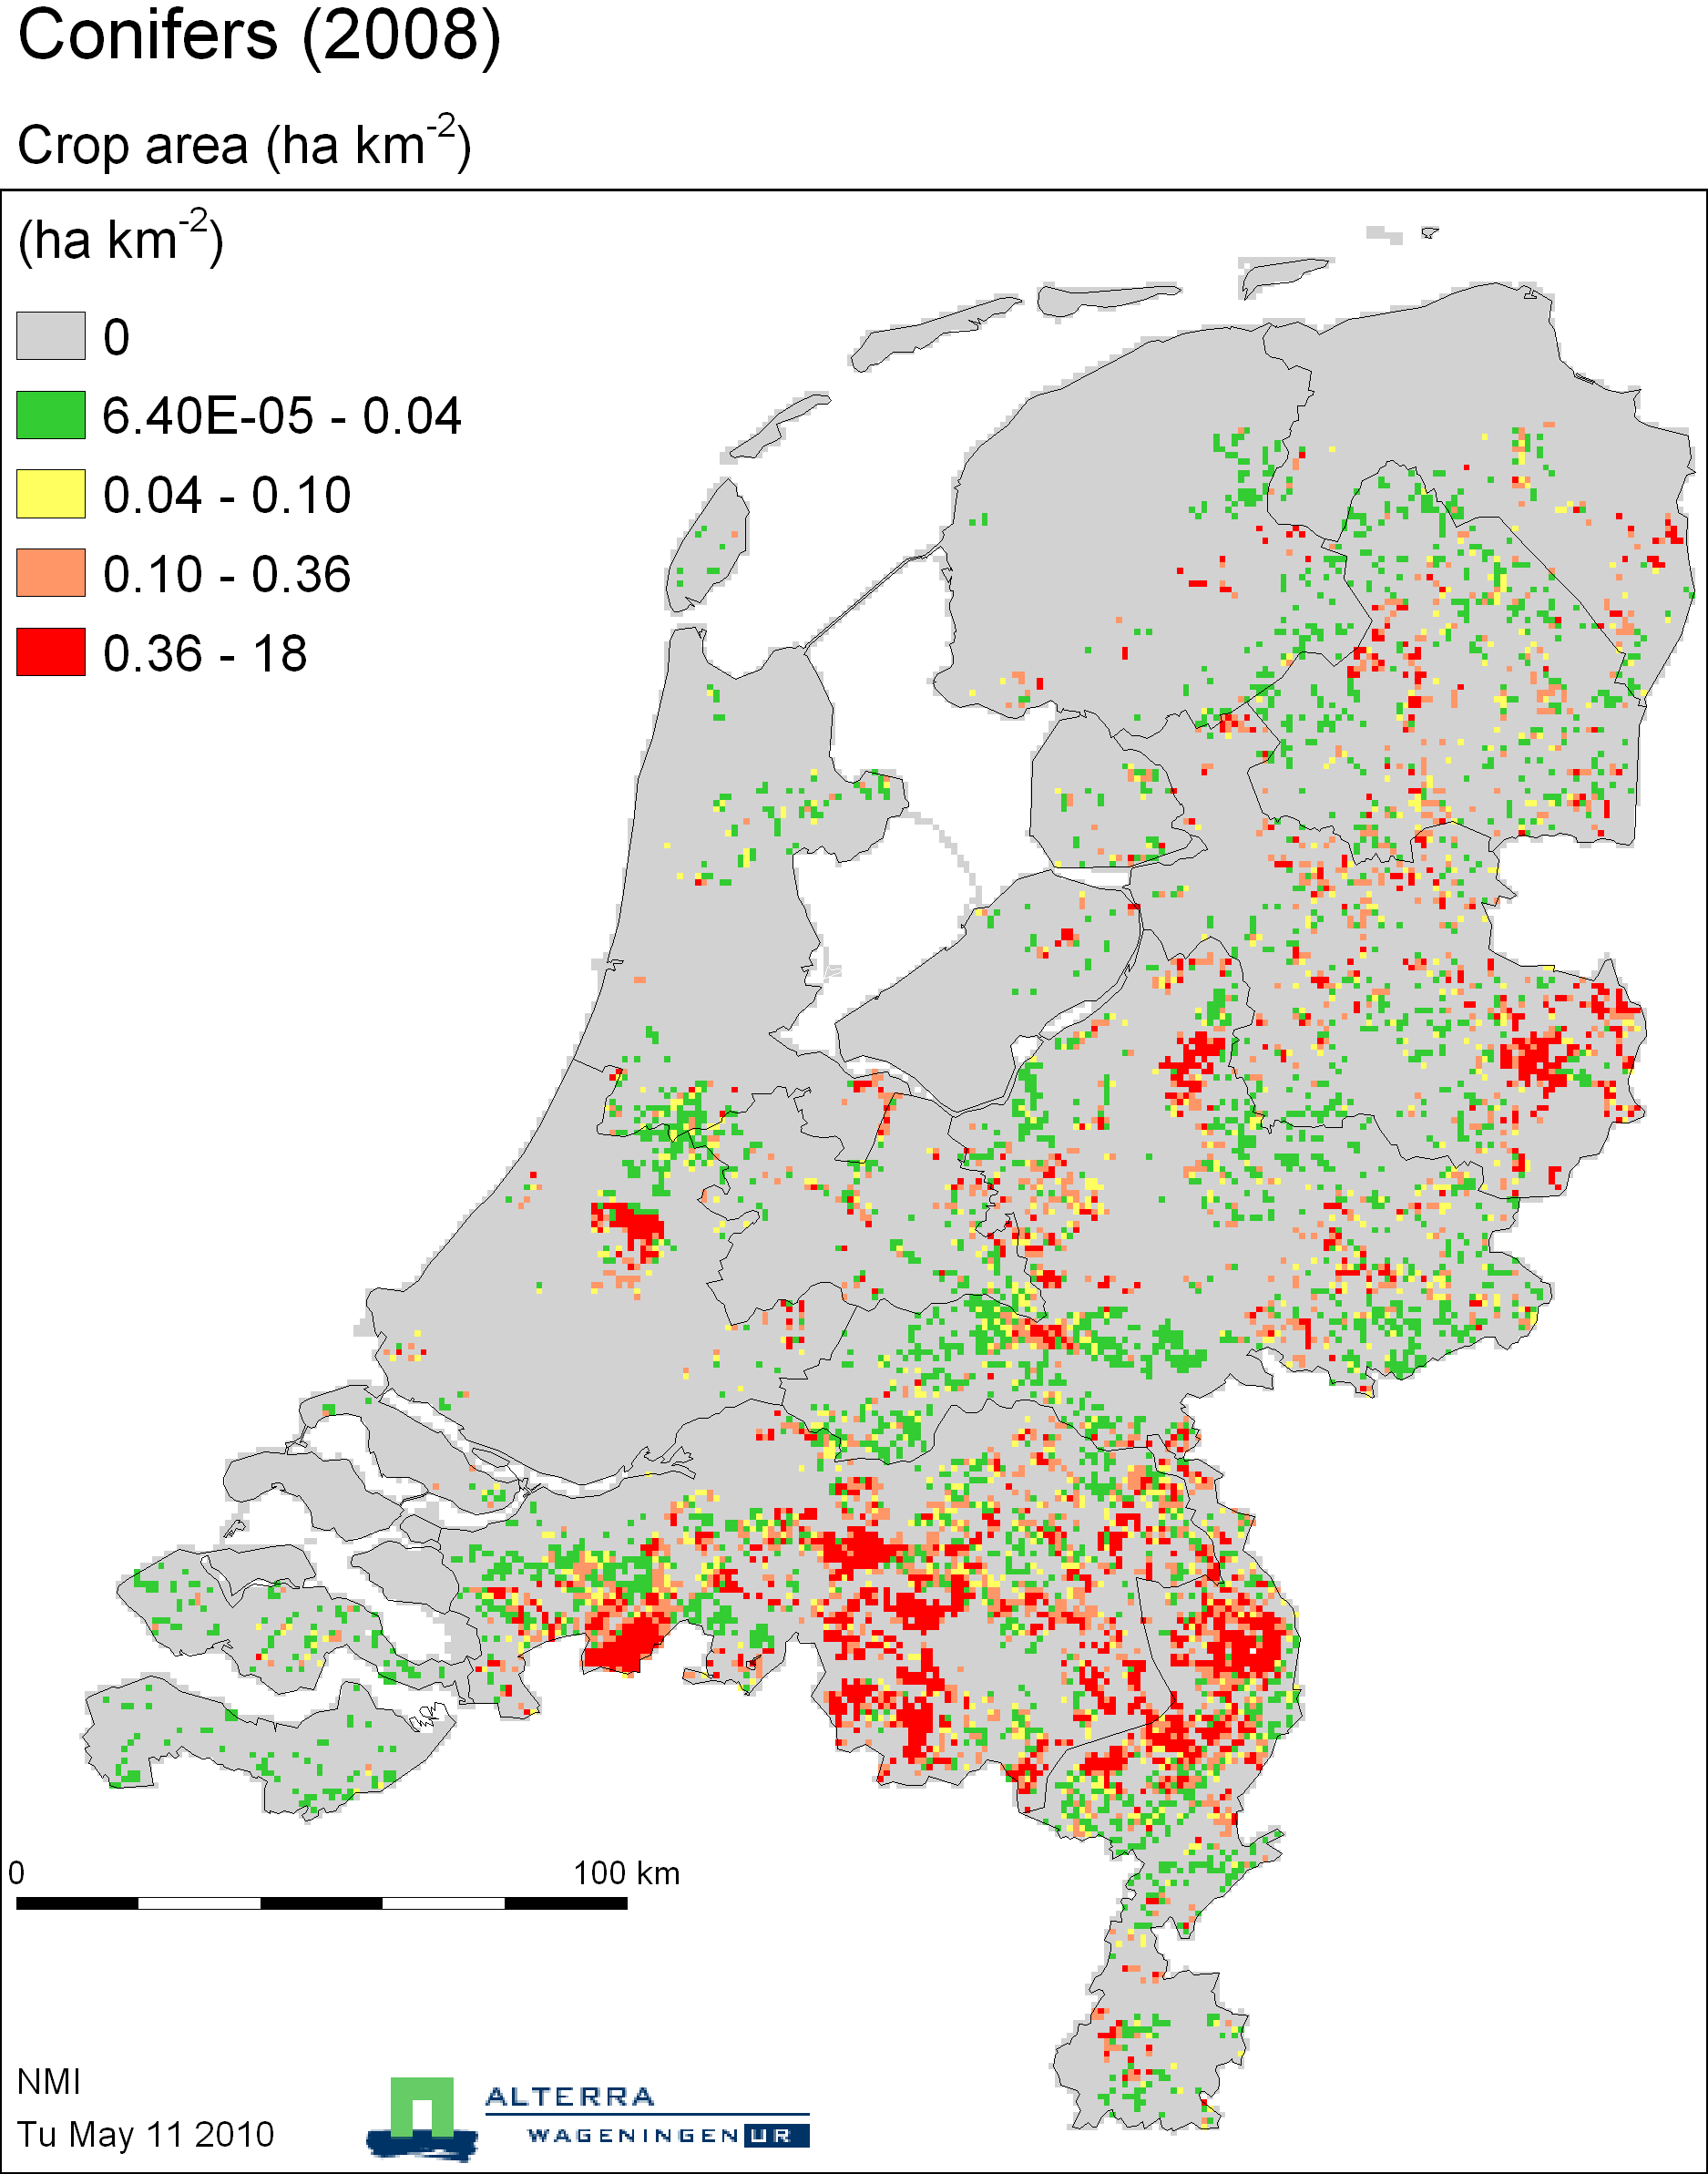 Conifers (2008)
Crop area (ha km-2)
(ha km-2)
0
6.40E-05 - 0.04
0.04 - 0.10
0.10 - 0.36
0.36 - 18
0 100 km
NMI
Tu May 11 2010
ALTERRA
WAGENINGEN UR